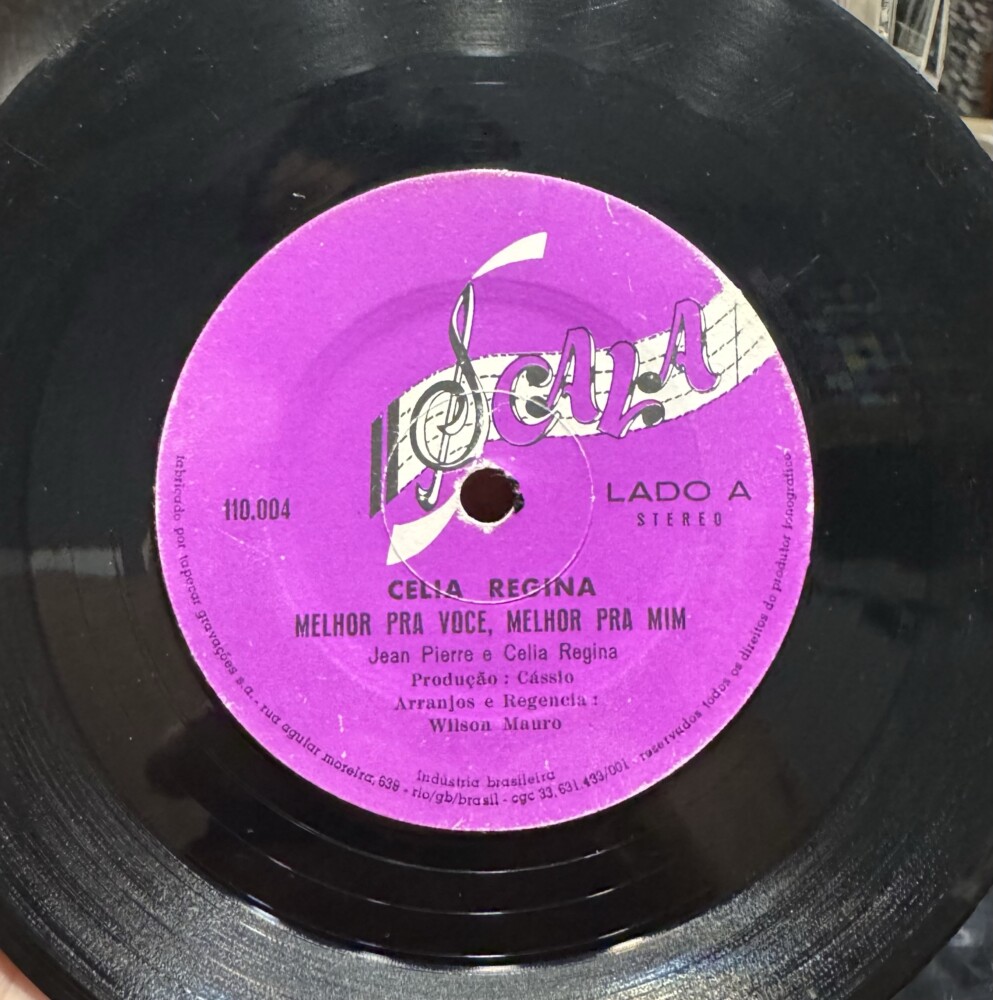 SCALA
110.004
LADO A
STEREO
CELIA REGINA
MELHOR PRA VOCE, MELHOR PRA MIM
Jean Pierre e Celia Regina
Produção : Cássio
Arranjos e Regencia :
Wilson Mauro
indústria brasileira
fabricado por tapecar gravações s.a. - rua aguiar moreira, 638 - rio/gb/brasil - cgc 33.631.433/001 - reservados todos os direitos do produtor fonográfico